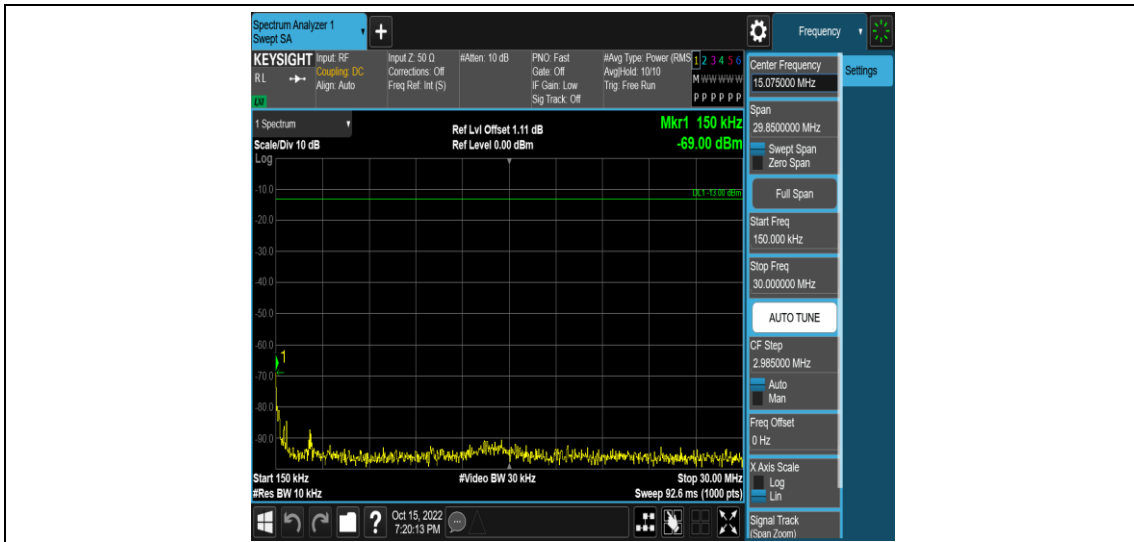 Spectrum Analyzer 1
Swept SA
+
Frequency
KEYSIGHT
R L
LXI
Input: RF
Coupling: DC
Align: Auto
Input Z: 50 Ω
Corrections: Off
Freq Ref: Int (S)
#Atten: 10 dB
PNO: Fast
Gate: Off
IF Gain: Low
Sig Track: Off
#Avg Type: Power (RMS
Avg|Hold: 10/10
Trig: Free Run
1 2 3 4 5 6
M W W W W W
P P P P P P
1 Spectrum
Scale/Div 10 dB
Log
Ref Lvl Offset 1.11 dB
Ref Level 0.00 dBm
Mkr1 150 kHz
-69.00 dBm
DL1 -13.00 dBm
-10.0
-20.0
-30.0
-40.0
-50.0
-60.0
1
-70.0
-80.0
-90.0
Start 150 kHz
#Video BW 30 kHz
Stop 30.00 MHz
#Res BW 10 kHz
Sweep 92.6 ms (1000 pts)
Center Frequency
15.075000 MHz
Settings
Span
29.8500000 MHz
Swept Span
Zero Span
Full Span
Start Freq
150.000 kHz
Stop Freq
30.000000 MHz
AUTO TUNE
CF Step
2.985000 MHz
Auto
Man
Freq Offset
0 Hz
X Axis Scale
Log
Lin
Signal Track
(Span Zoom)
?
Oct 15, 2022
7:20:13 PM